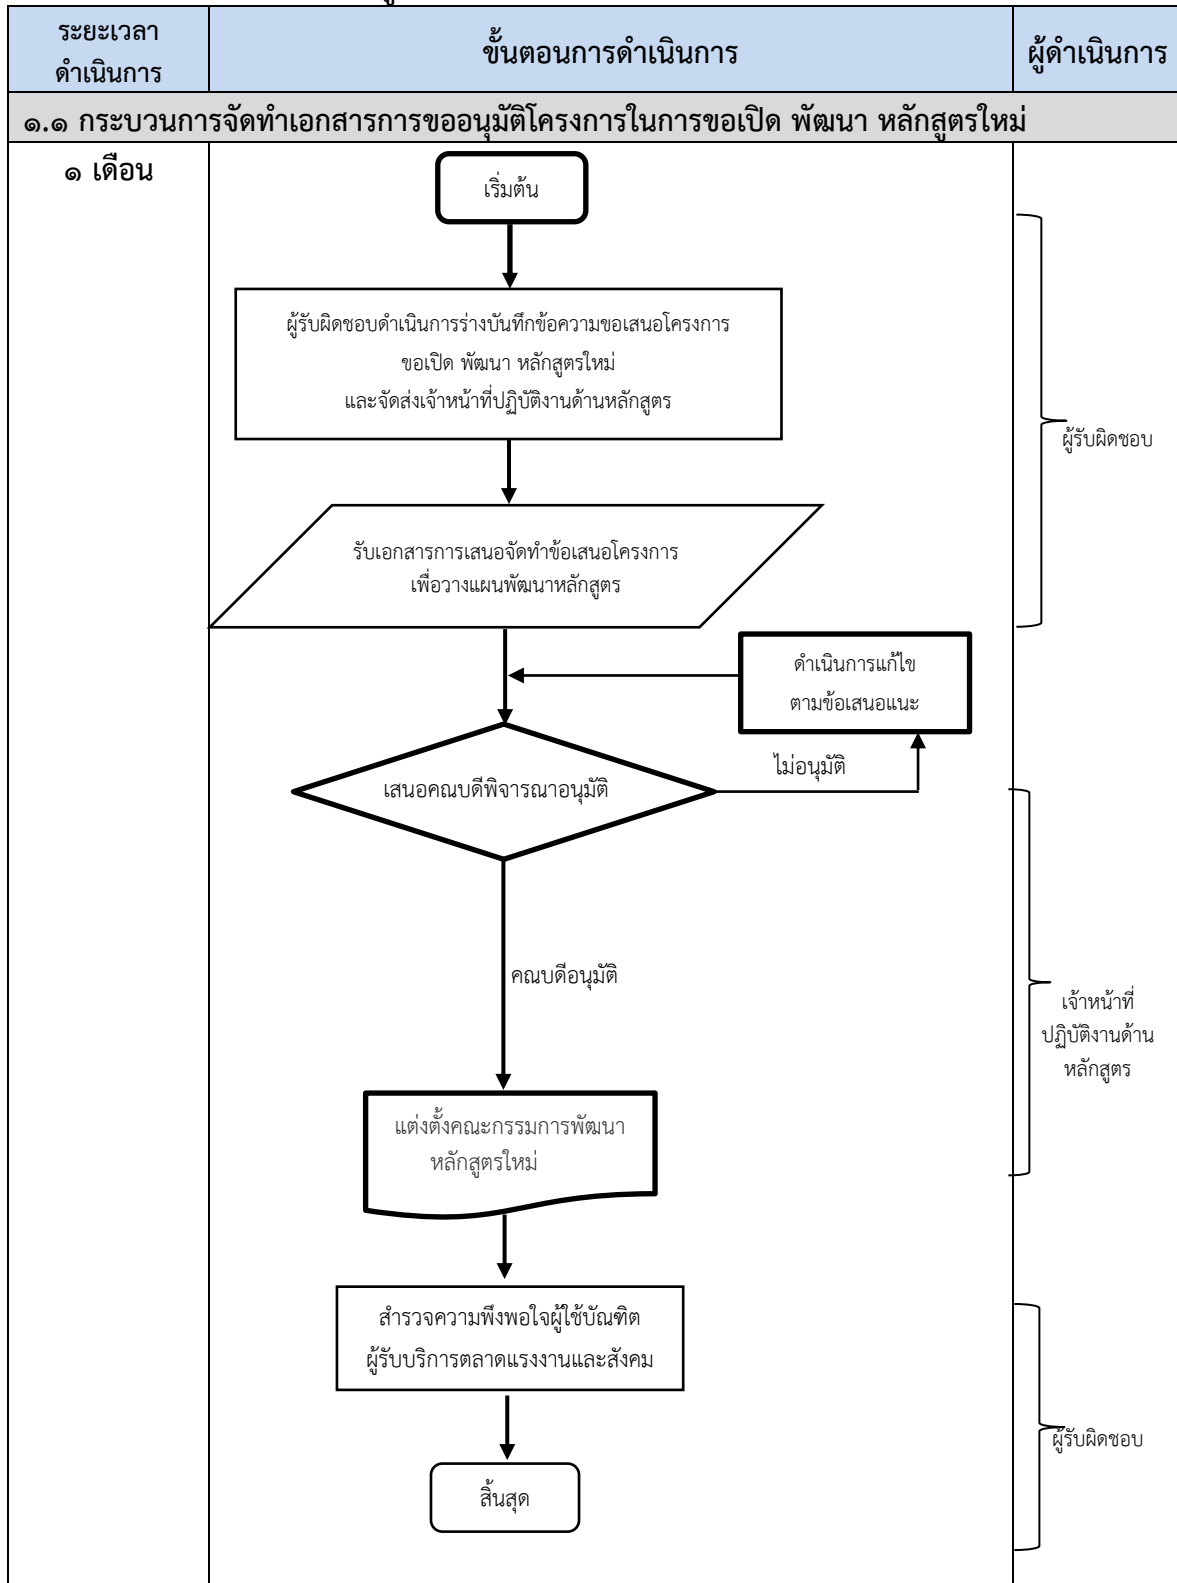 ระยะเวลา
ดำเนินการ
ขั้นตอนการดำเนินการ
ผู้ดำเนินการ
๑.๑ กระบวนการจัดทำเอกสารการขออนุมัติโครงการในการขอเปิด พัฒนา หลักสูตรใหม่
๑ เดือน
เริ่มต้น
ผู้รับผิดชอบดำเนินการร่างบันทึกข้อความขอเสนอโครงการ
ขอเปิด พัฒนา หลักสูตรใหม่
และจัดส่งเจ้าหน้าที่ปฏิบัติงานด้านหลักสูตร
ผู้รับผิดชอบ
รับเอกสารการเสนอจัดทำข้อเสนอโครงการ
เพื่อวางแผนพัฒนาหลักสูตร
ดำเนินการแก้ไข
ตามข้อเสนอแนะ
ไม่อนุมัติ
เสนอคณบดีพิจารณาอนุมัติ
คณบดีอนุมัติ
เจ้าหน้าที่
ปฏิบัติงานด้าน
หลักสูตร
แต่งตั้งคณะกรรมการพัฒนา
หลักสูตรใหม่
สำรวจความพึงพอใจผู้ใช้บัณฑิต
ผู้รับบริการตลาดแรงงานและสังคม
ผู้รับผิดชอบ
สิ้นสุด